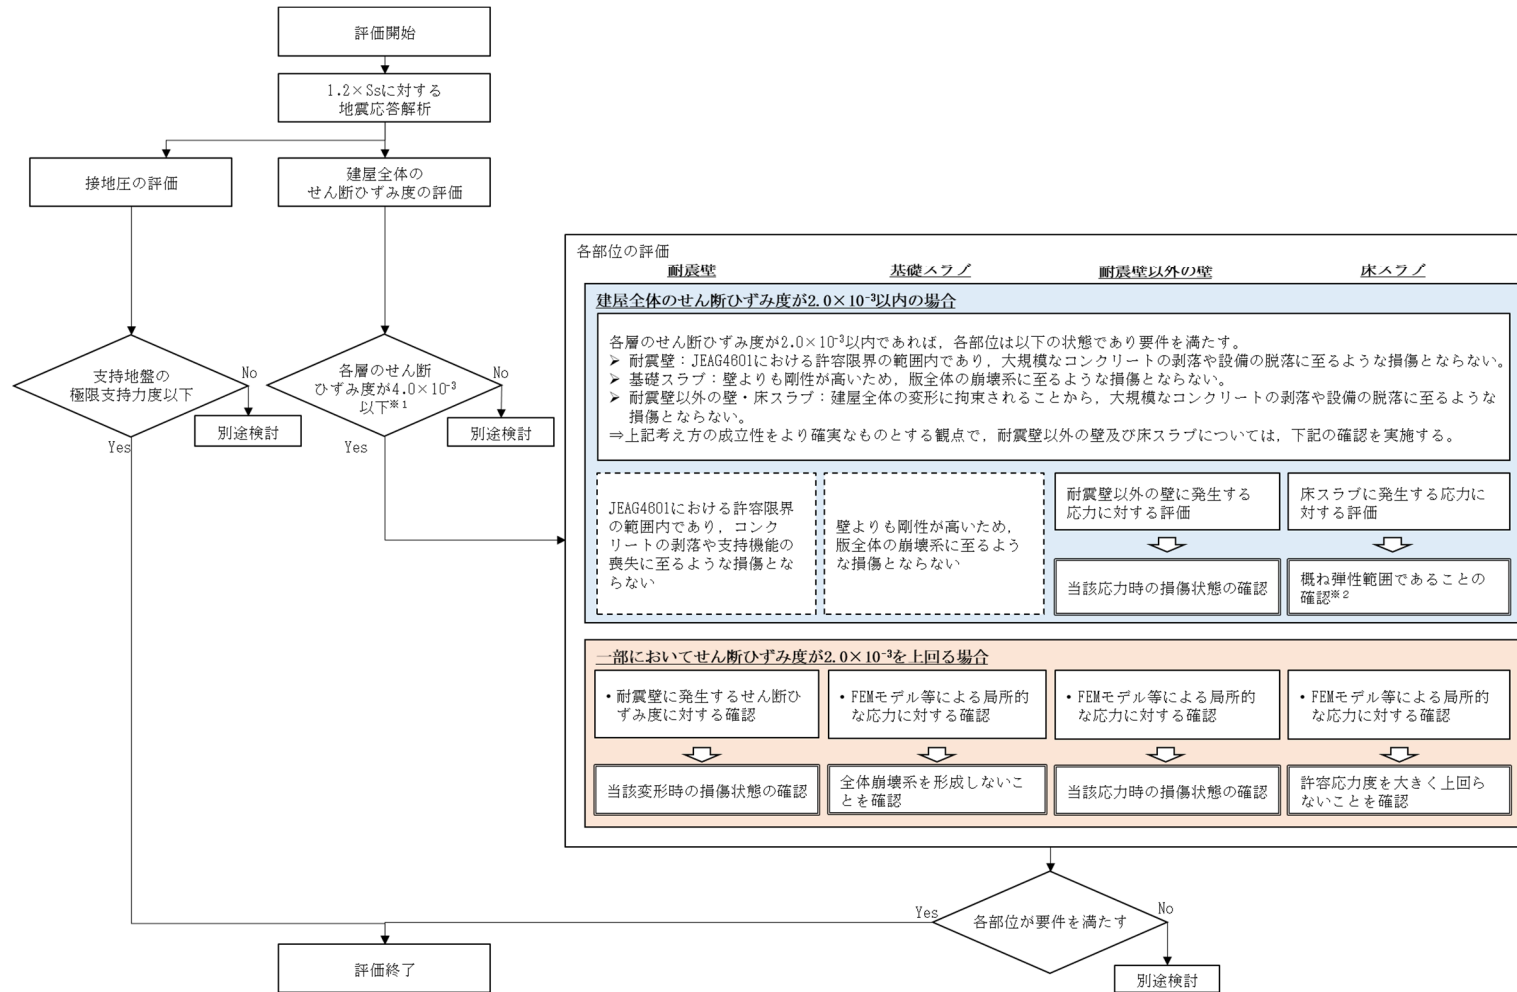 評価開始
1.2×Ssに対する
地震応答解析
接地圧の評価
建屋全体の
せん断ひずみ度の評価
支持地盤の
極限支持力度以下
No
別途検討
Yes
各層のせん断
ひずみ度が4.0×10⁻³
以下※1
No
別途検討
Yes
各部位の評価
耐震壁
基礎スラブ
耐震壁以外の壁
床スラブ
建屋全体のせん断ひずみ度が2.0×10⁻³以内の場合
各層のせん断ひずみ度が2.0×10⁻³以内であれば，各部位は以下の状態であり要件を満たす。
➢ 耐震壁：JEAG4601における許容限界の範囲内であり，大規模なコンクリートの剥落や設備の脱落に至るような損傷とならない。
➢ 基礎スラブ：壁よりも剛性が高いため，版全体の崩壊系に至るような損傷とならない。
➢ 耐震壁以外の壁・床スラブ：建屋全体の変形に拘束されることから，大規模なコンクリートの剥落や設備の脱落に至るような
損傷とならない。
⇒上記考え方の成立性をより確実なものとする観点で，耐震壁以外の壁及び床スラブについては，下記の確認を実施する。
JEAG4601における許容限界
の範囲内であり，コンク
リートの剥落や支持機能の
喪失に至るような損傷とな
らない
壁よりも剛性が高いため，
版全体の崩壊系に至るよう
な損傷とならない
耐震壁以外の壁に発生する
応力に対する評価
当該応力時の損傷状態の確認
床スラブに発生する応力に
対する評価
概ね弾性範囲であることの
確認※2
一部においてせん断ひずみ度が2.0×10⁻³を上回る場合
・耐震壁に発生するせん断ひ
ずみ度に対する確認
当該変形時の損傷状態の確認
・FEMモデル等による局所的
な応力に対する確認
全体崩壊系を形成しないこ
とを確認
・FEMモデル等による局所的
な応力に対する確認
当該応力時の損傷状態の確認
・FEMモデル等による局所的
な応力に対する確認
許容応力度を大きく上回ら
ないことを確認
各部位が要件を満たす
Yes
No
別途検討
評価終了